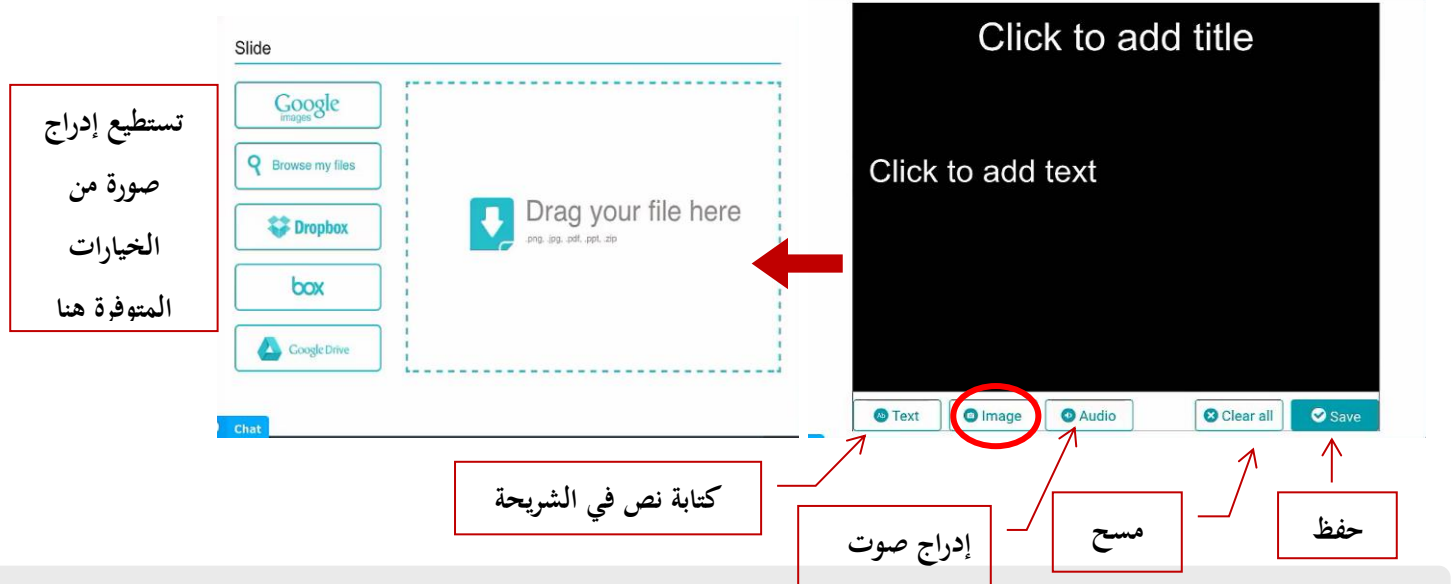 Slide
Google
images
Browse my files
Dropbox
box
Google Drive
Drag your file here
.png, .jpg, .pdf, .ppt, .zip
Chat
تستطيع إدراج
صورة من
الخيارات
المتوفرة هنا
Click to add title
Click to add text
Ab Text
Image
Audio
Clear all
Save
كتابة نص في الشريحة
إدراج صوت
مسح
حفظ